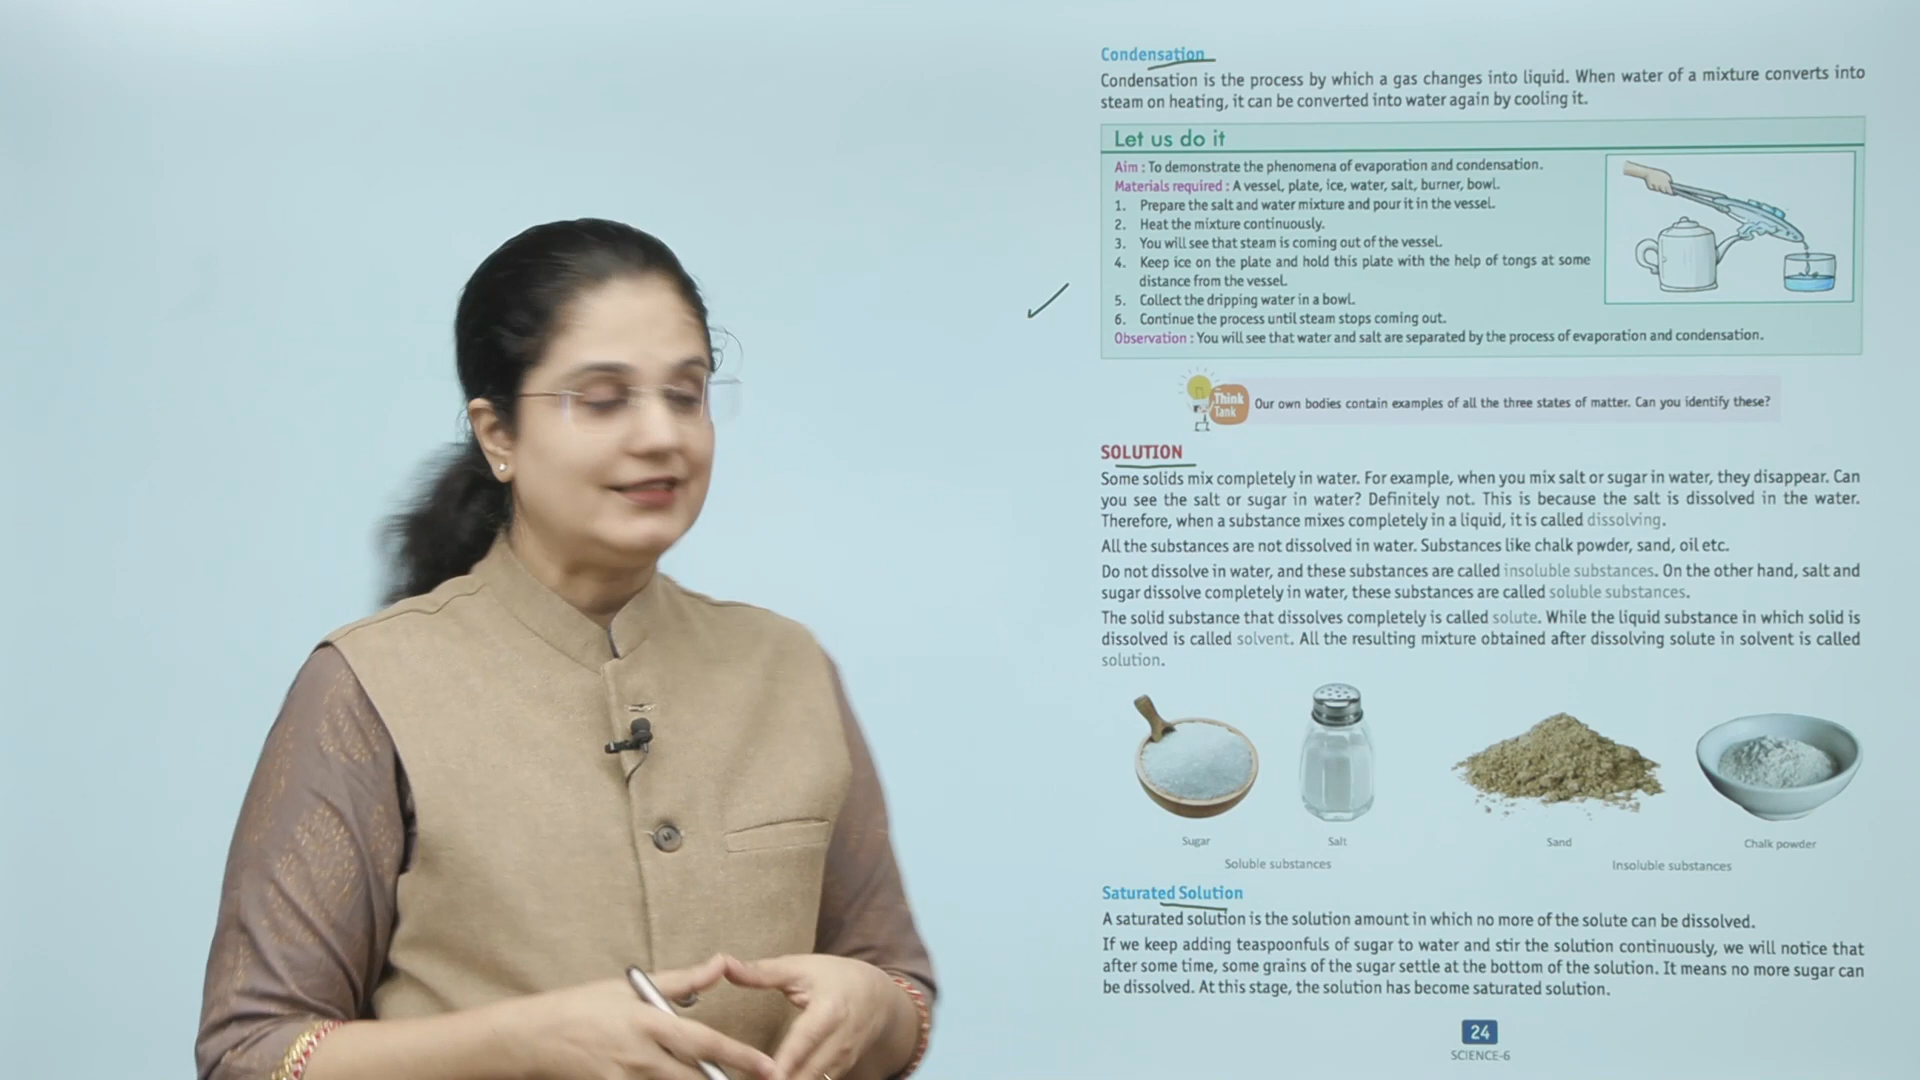 Condensation
Condensation is the process by which a gas changes into liquid. When water of a mixture converts into
steam on heating, it can be converted into water again by cooling it.
Let us do it
Aim : To demonstrate the phenomena of evaporation and condensation.
Materials required : A vessel, plate, ice, water, salt, burner, bowl.
1. Prepare the salt and water mixture and pour it in the vessel.
2. Heat the mixture continuously.
3. You will see that steam is coming out of the vessel.
4. Keep ice on the plate and hold this plate with the help of tongs at some
distance from the vessel.
5. Collect the dripping water in a bowl.
6. Continue the process until steam stops coming out.
Observation : You will see that water and salt are separated by the process of evaporation and condensation.
Think
Tank
Our own bodies contain examples of all the three states of matter. Can you identify these?
SOLUTION
Some solids mix completely in water. For example, when you mix salt or sugar in water, they disappear. Can
you see the salt or sugar in water? Definitely not. This is because the salt is dissolved in the water.
Therefore, when a substance mixes completely in a liquid, it is called dissolving.
All the substances are not dissolved in water. Substances like chalk powder, sand, oil etc.
Do not dissolve in water, and these substances are called insoluble substances. On the other hand, salt and
sugar dissolve completely in water, these substances are called soluble substances.
The solid substance that dissolves completely is called solute. While the liquid substance in which solid is
dissolved is called solvent. All the resulting mixture obtained after dissolving solute in solvent is called
solution.
Sugar
Salt
Sand
Chalk powder
Soluble substances
Insoluble substances
Saturated Solution
A saturated solution is the solution amount in which no more of the solute can be dissolved.
If we keep adding teaspoonfuls of sugar to water and stir the solution continuously, we will notice that
after some time, some grains of the sugar settle at the bottom of the solution. It means no more sugar can
be dissolved. At this stage, the solution has become saturated solution.
24
SCIENCE-6